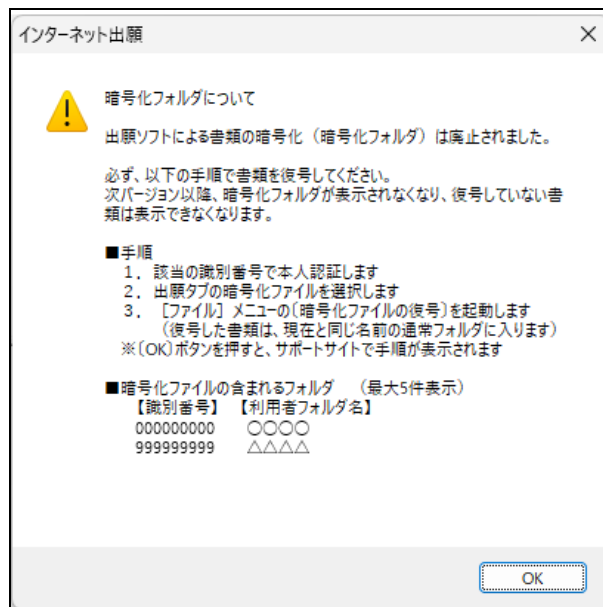 インターネット出願
暗号化フォルダについて
出願ソフトによる書類の暗号化（暗号化フォルダ）は廃止されました。
必ず、以下の手順で書類を復号してください。
次バージョン以降、暗号化フォルダが表示されなくなり、復号していない書
類は表示できなくなります。
■手順
１．該当の識別番号で本人認証します
２．出願タブの暗号化ファイルを選択します
３．［ファイル］メニューの〔暗号化ファイルの復号〕を起動します
（復号した書類は、現在と同じ名前の通常フォルダに入ります）
※〔OK〕ボタンを押すと、サポートサイトで手順が表示されます
■暗号化ファイルの含まれるフォルダ　（最大5件表示）
【識別番号】　【利用者フォルダ名】
000000000　○○○○
999999999　△△△△
OK